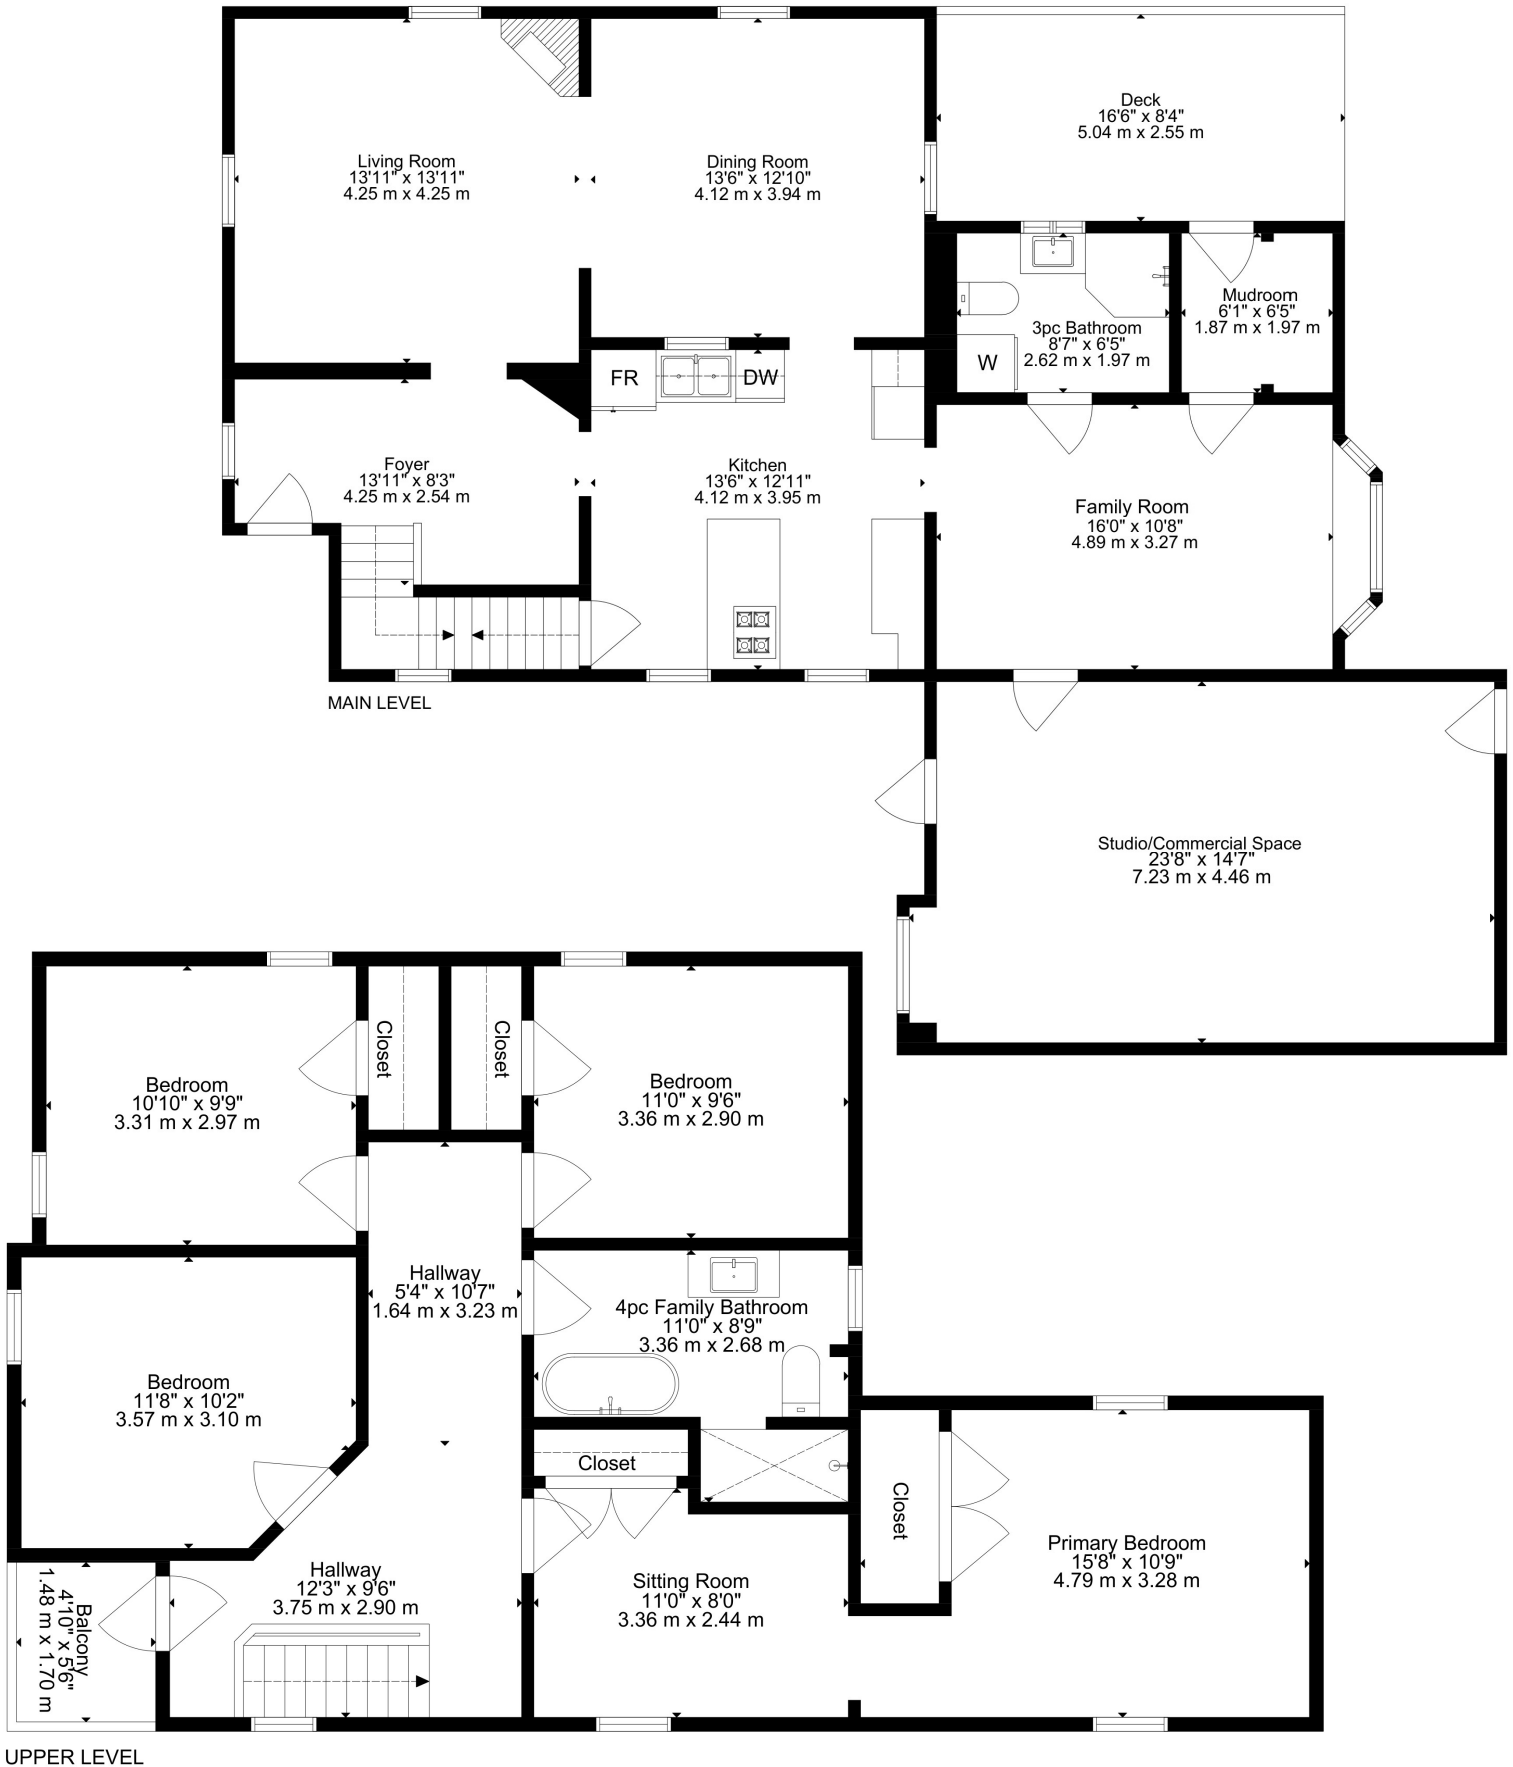 Deck
16'6" x 8'4"
5.04 m x 2.55 m
Living Room
13'11" x 13'11"
4.25 m x 4.25 m
Dining Room
13'6" x 12'10"
4.12 m x 3.94 m
Mudroom
6'1" x 6'5"
1.87 m x 1.97 m
3pc Bathroom
8'7" x 6'5"
2.62 m x 1.97 m
W
FR
DW
Foyer
13'11" x 8'3"
4.25 m x 2.54 m
Kitchen
13'6" x 12'11"
4.12 m x 3.95 m
Family Room
16'0" x 10'8"
4.89 m x 3.27 m
MAIN LEVEL
Studio/Commercial Space
23'8" x 14'7"
7.23 m x 4.46 m
Closet
Closet
Bedroom
10'10" x 9'9"
3.31 m x 2.97 m
Bedroom
11'0" x 9'6"
3.36 m x 2.90 m
Hallway
5'4" x 10'7"
1.64 m x 3.23 m
4pc Family Bathroom
11'0" x 8'9"
3.36 m x 2.68 m
Bedroom
11'8" x 10'2"
3.57 m x 3.10 m
Closet
Closet
Primary Bedroom
15'8" x 10'9"
4.79 m x 3.28 m
Hallway
12'3" x 9'6"
3.75 m x 2.90 m
Sitting Room
11'0" x 8'0"
3.36 m x 2.44 m
Balcony
4'10" x 5'6"
1.48 m x 1.70 m
UPPER LEVEL